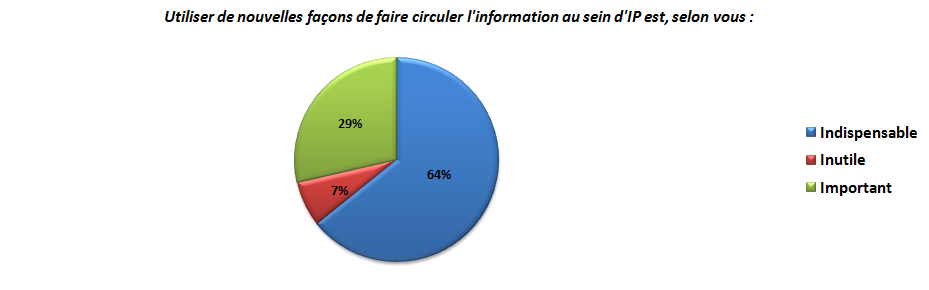 Utiliser de nouvelles façons de faire circuler l'information au sein d'IP est, selon vous :
29%
64%
7%
Indispensable
Inutile
Important